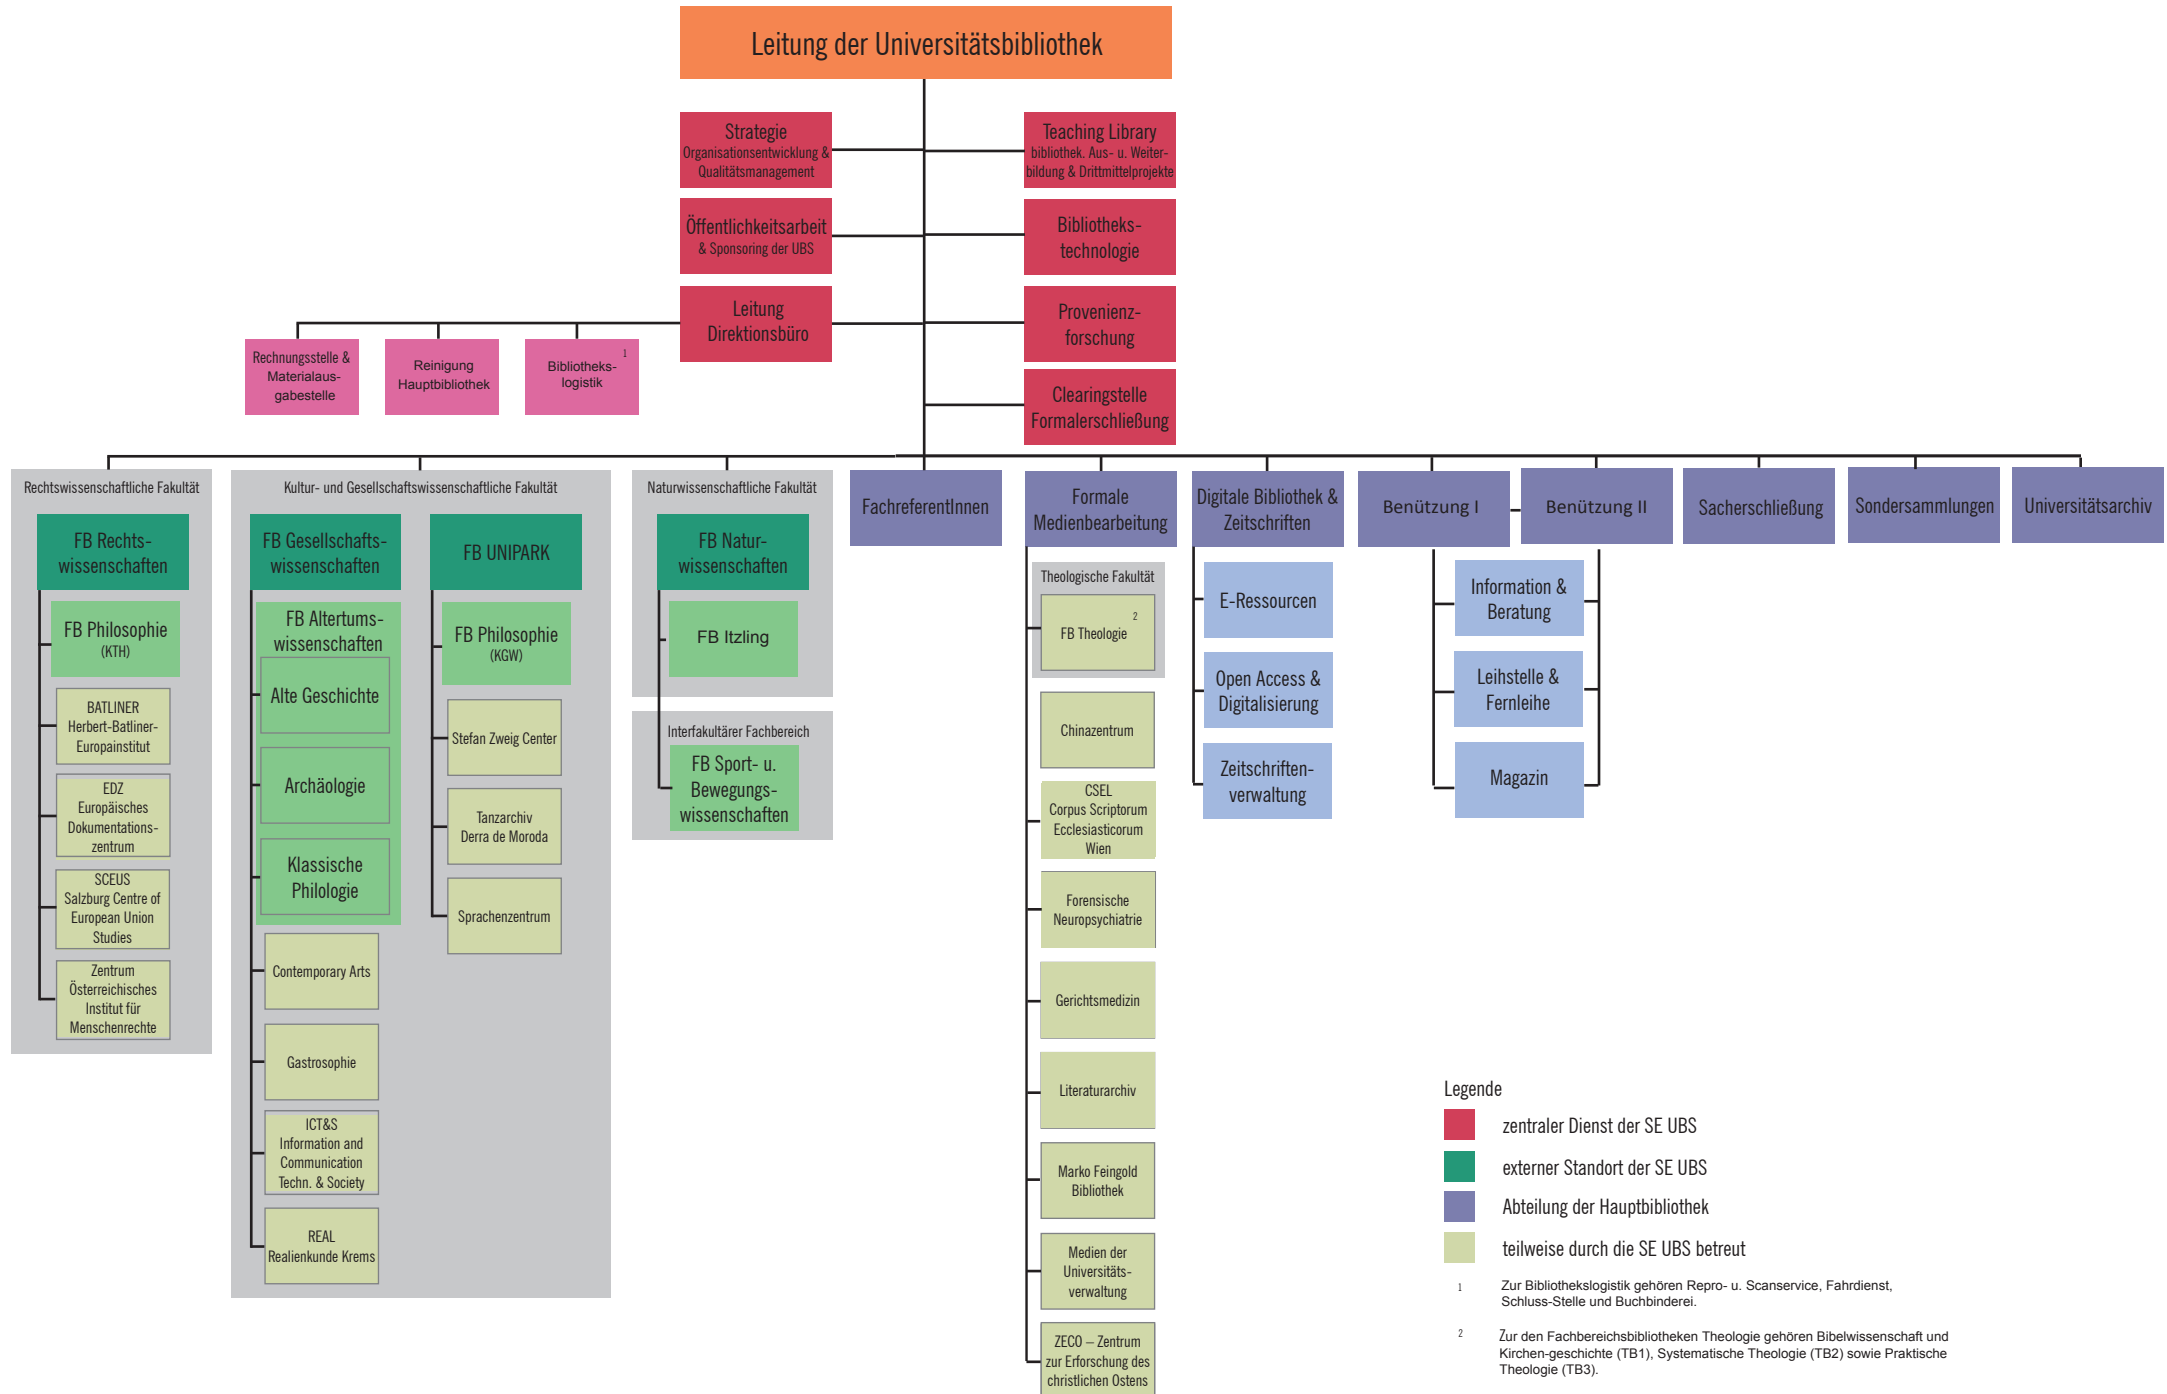 Leitung der Universitätsbibliothek
Strategie
Organisationsentwicklung &
Qualitätsmanagement
Teaching Library
bibliothek. Aus- u. Weiter-
bildung & Drittmittelprojekte
Öffentlichkeitsarbeit
& Sponsoring der UBS
Bibliotheks-
technologie
Leitung
Direktionsbüro
Provenienz-
forschung
Rechnungsstelle &
Materialaus-
gabestelle
Reinigung
Hauptbibliothek
1
Bibliotheks-
logistik
Clearingstelle
Formalerschließung
Rechtswissenschaftliche Fakultät
FB Rechts-
wissenschaften
FB Philosophie
(KTH)
BATLINER
Herbert-Batliner-
Europainstitut
EDZ
Europäisches
Dokumentations-
zentrum
SCEUS
Salzburg Centre of
European Union
Studies
Zentrum
Österreichisches
Institut für
Menschenrechte
Kultur- und Gesellschaftswissenschaftliche Fakultät
FB Gesellschafts-
wissenschaften
FB Altertums-
wissenschaften
Alte Geschichte
Archäologie
Klassische
Philologie
Contemporary Arts
Gastrosophie
ICT&S
Information and
Communication
Techn. & Society
REAL
Realienkunde Krems
FB UNIPARK
FB Philosophie
(KGW)
Stefan Zweig Center
Tanzarchiv
Derra de Moroda
Sprachenzentrum
Naturwissenschaftliche Fakultät
FB Natur-
wissenschaften
FB Itzling
Interfakultärer Fachbereich
FB Sport- u.
Bewegungs-
wissenschaften
FachreferentInnen
Formale
Medienbearbeitung
Theologische Fakultät
2
FB Theologie
Chinazentrum
CSEL
Corpus Scriptorum
Ecclesiasticorum
Wien
Forensische
Neuropsychiatrie
Gerichtsmedizin
Literaturarchiv
Marko Feingold
Bibliothek
Medien der
Universitäts-
verwaltung
ZECO – Zentrum
zur Erforschung des
christlichen Ostens
Digitale Bibliothek &
Zeitschriften
E-Ressourcen
Open Access &
Digitalisierung
Zeitschriften-
verwaltung
Benützung I
Benützung II
Information &
Beratung
Leihstelle &
Fernleihe
Magazin
Sacherschließung
Sondersammlungen
Universitätsarchiv
Legende
zentraler Dienst der SE UBS
externer Standort der SE UBS
Abteilung der Hauptbibliothek
teilweise durch die SE UBS betreut
1 Zur Bibliothekslogistik gehören Repro- u. Scanservice, Fahrdienst,
Schluss-Stelle und Buchbinderei.
2 Zur den Fachbereichsbibliotheken Theologie gehören Bibelwissenschaft und
Kirchen-geschichte (TB1), Systematische Theologie (TB2) sowie Praktische
Theologie (TB3).